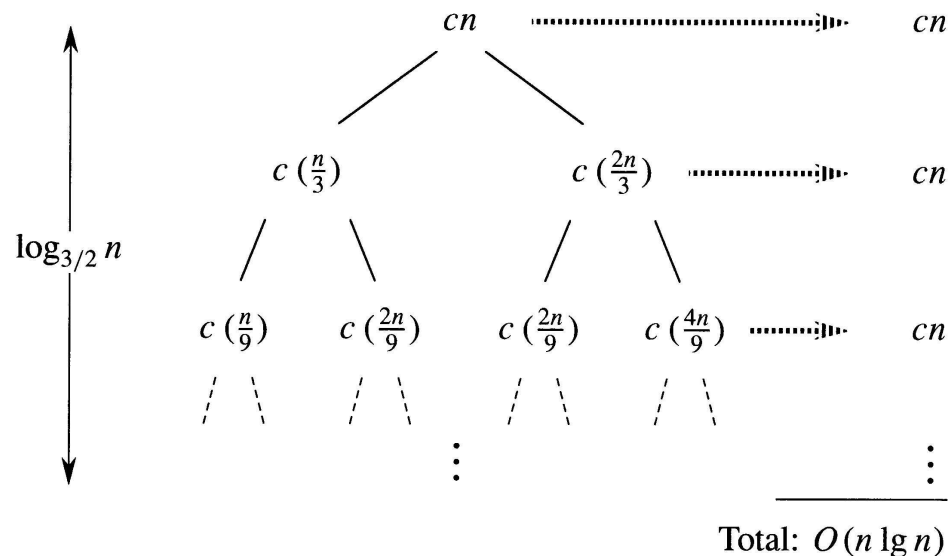 cn cn
c (n/3) c (2n/3) cn
log_{3/2} n
c (n/9) c (2n/9) c (2n/9) c (4n/9) cn
⋮ ⋮
Total: O(n lg n)